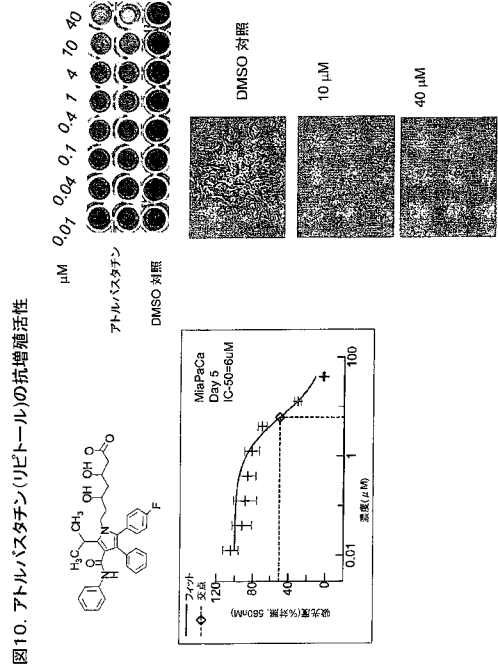 図10. アトルバスタチン(リピトール)の抗増殖活性
H₃C
CH₃
OH OH O
O
N
O
HN
F
μM 0.01 0.04 0.1 0.4 1 4 10 40
アトルバスタチン
DMSO 対照
フィット
交点
MiaPaCa
Day 5
IC-50=6uM
吸光度(%対照、560nM)
120
80
40
0
0.01 1 100
濃度(μM)
DMSO 対照
10 μM
40 μM